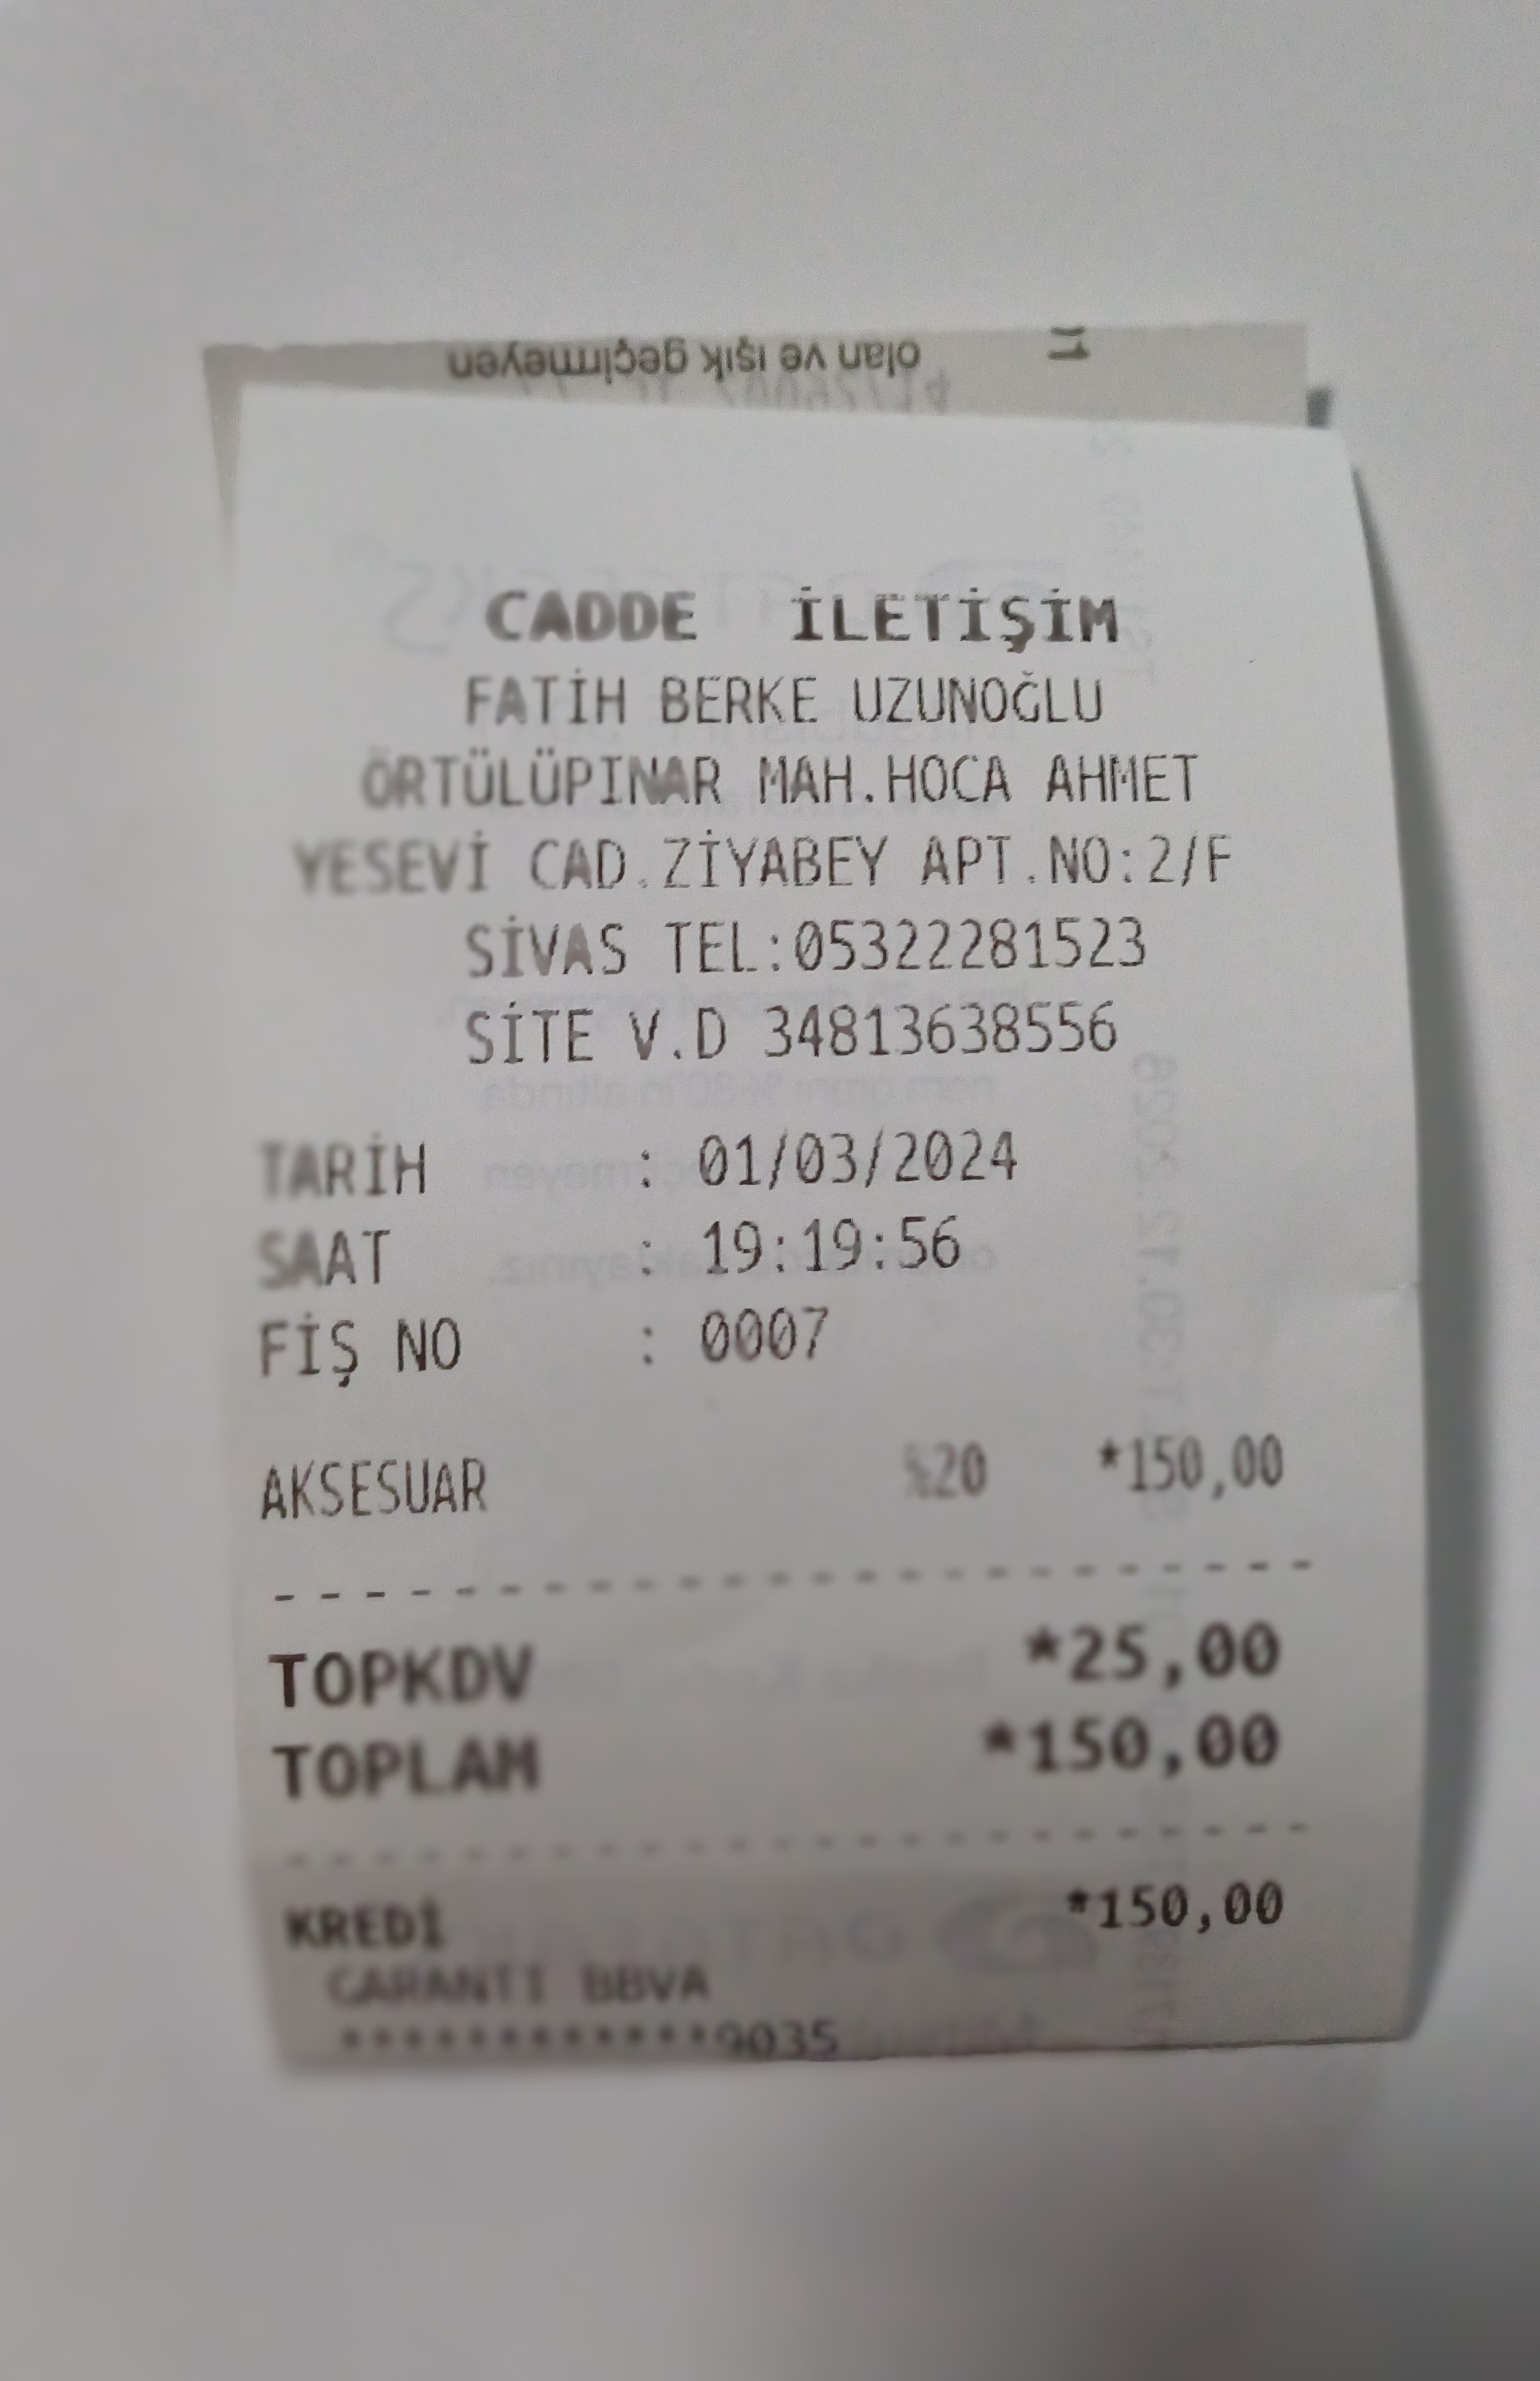 olan ve ışık geçirmeyen
CADDE İLETİŞİM
FATİH BERKE UZUNOĞLU
ÖRTÜLÜPINAR MAH.HOCA AHMET
YESEVİ CAD.ZİYABEY APT.NO:2/F
SİVAS TEL:05322281523
SİTE V.D 34813638556
TARİH : 01/03/2024
SAAT : 19:19:56
FİŞ NO : 0007
AKSESUAR %20 *150,00
TOPKDV *25,00
TOPLAM *150,00
KREDİ *150,00
GARANTI BBVA
************9035